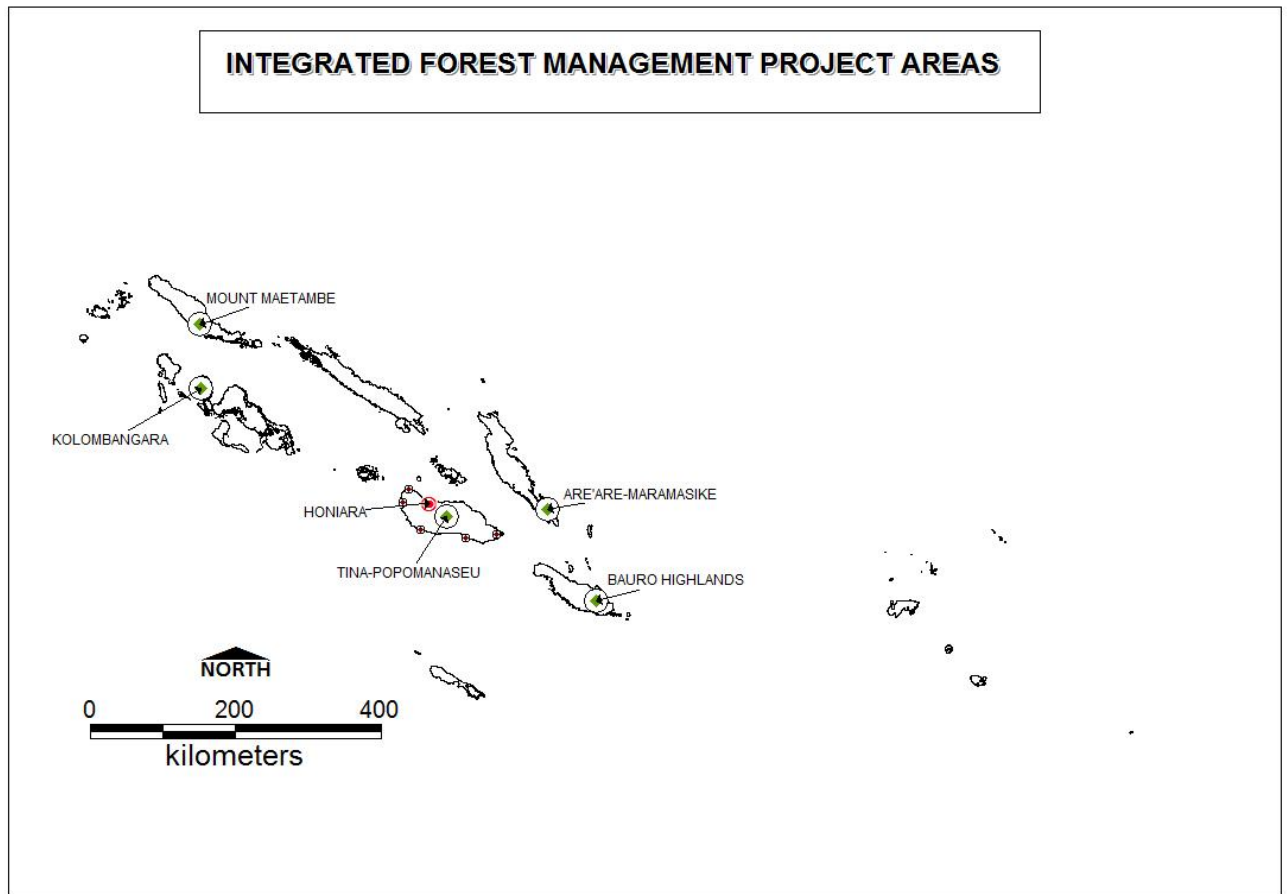 INTEGRATED FOREST MANAGEMENT PROJECT AREAS
MOUNT MAETAMBE
KOLOMBANGARA
ARE'ARE-MARAMASIKE
HONIARA
TINA-POPOMANASEU
BAURO HIGHLANDS
NORTH
0 200 400
kilometers